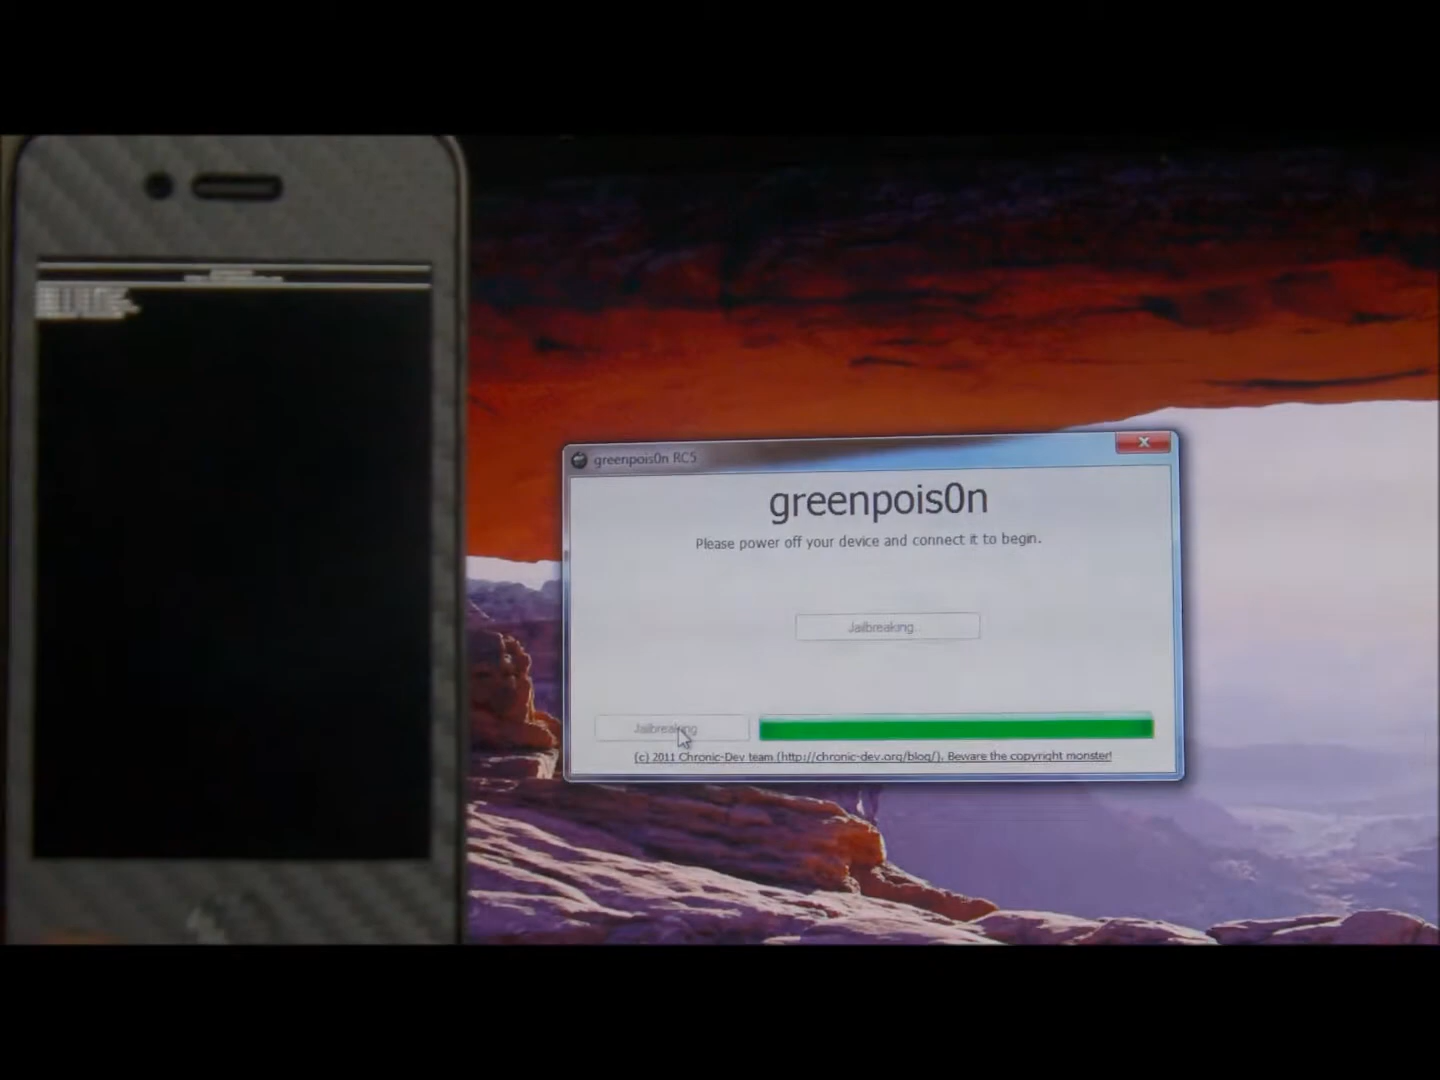 greenpois0n RC5
greenpois0n
Please power off your device and connect it to begin.
Jailbreaking..
Jailbreaking
(c) 2011 Chronic-Dev team (http://chronic-dev.org/blog/). Beware the copyright monster!